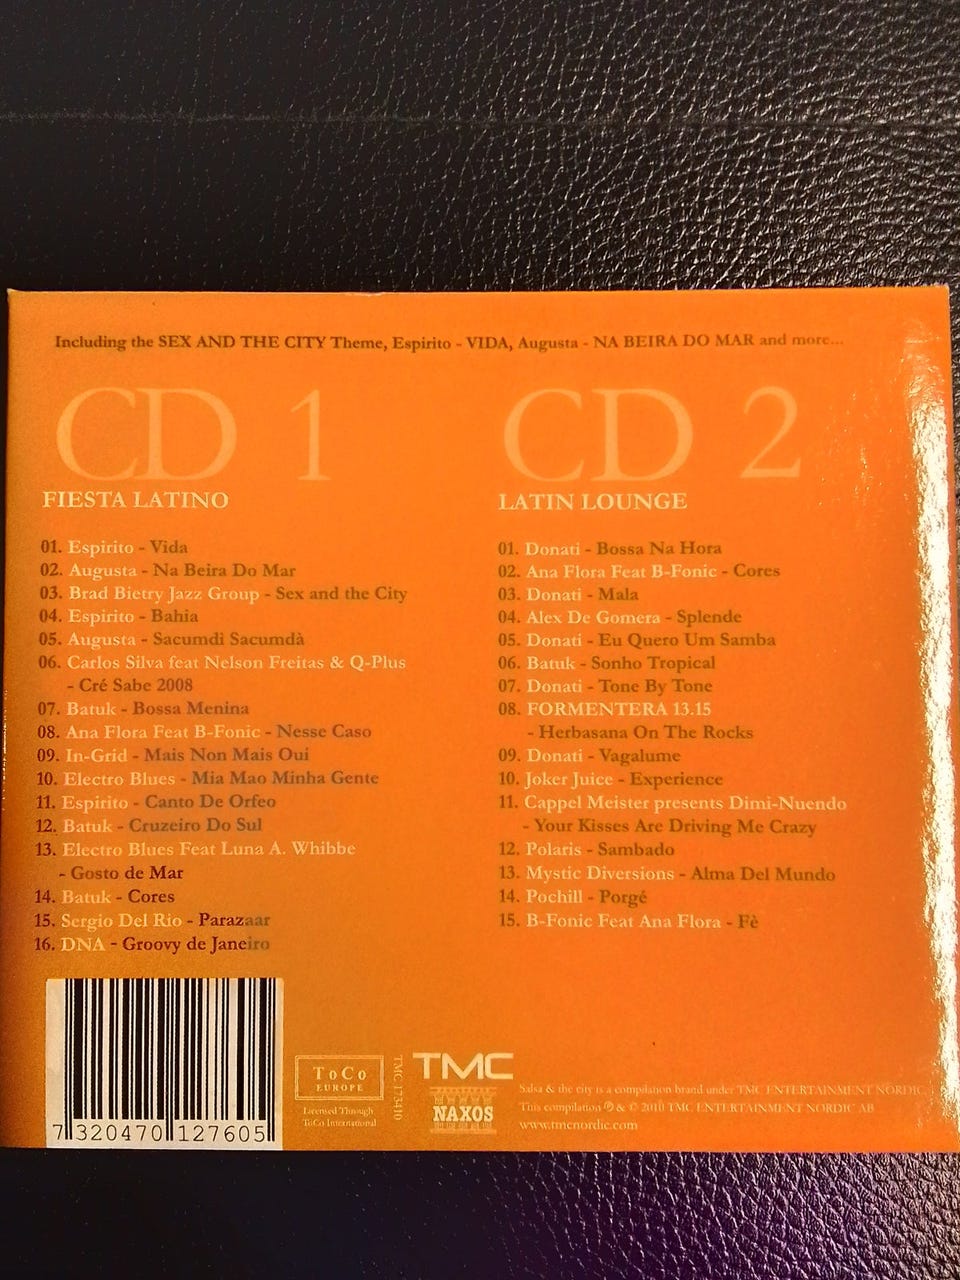 Including the SEX AND THE CITY Theme, Espirito - VIDA, Augusta - NA BEIRA DO MAR and more...
CD 1
FIESTA LATINO
01. Espirito - Vida
02. Augusta - Na Beira Do Mar
03. Brad Bietry Jazz Group - Sex and the City
04. Espirito - Bahia
05. Augusta - Sacumdi Sacumdà
06. Carlos Silva feat Nelson Freitas & Q-Plus
- Cré Sabe 2008
07. Batuk - Bossa Menina
08. Ana Flora Feat B-Fonic - Nesse Caso
09. In-Grid - Mais Non Mais Oui
10. Electro Blues - Mia Mao Minha Gente
11. Espirito - Canto De Orfeo
12. Batuk - Cruzeiro Do Sul
13. Electro Blues Feat Luna A. Whibbe
- Gosto de Mar
14. Batuk - Cores
15. Sergio Del Rio - Parazaar
16. DNA - Groovy de Janeiro
CD 2
LATIN LOUNGE
01. Donati - Bossa Na Hora
02. Ana Flora Feat B-Fonic - Cores
03. Donati - Mala
04. Alex De Gomera - Splende
05. Donati - Eu Quero Um Samba
06. Batuk - Sonho Tropical
07. Donati - Tone By Tone
08. FORMENTERA 13.15
- Herbasana On The Rocks
09. Donati - Vagalume
10. Joker Juice - Experience
11. Cappel Meister presents Dimi-Nuendo
- Your Kisses Are Driving Me Crazy
12. Polaris - Sambado
13. Mystic Diversions - Alma Del Mundo
14. Pochill - Porgé
15. B-Fonic Feat Ana Flora - Fè
7 320470 127605
ToCo
EUROPE
Licensed Through
ToCo International
TMC 173410
TMC
NAXOS
Salsa & the city is a compilation brand under TMC ENTERTAINMENT NORDIC.
This compilation ℗ & © 2010 TMC ENTERTAINMENT NORDIC AB
www.tmcnordic.com